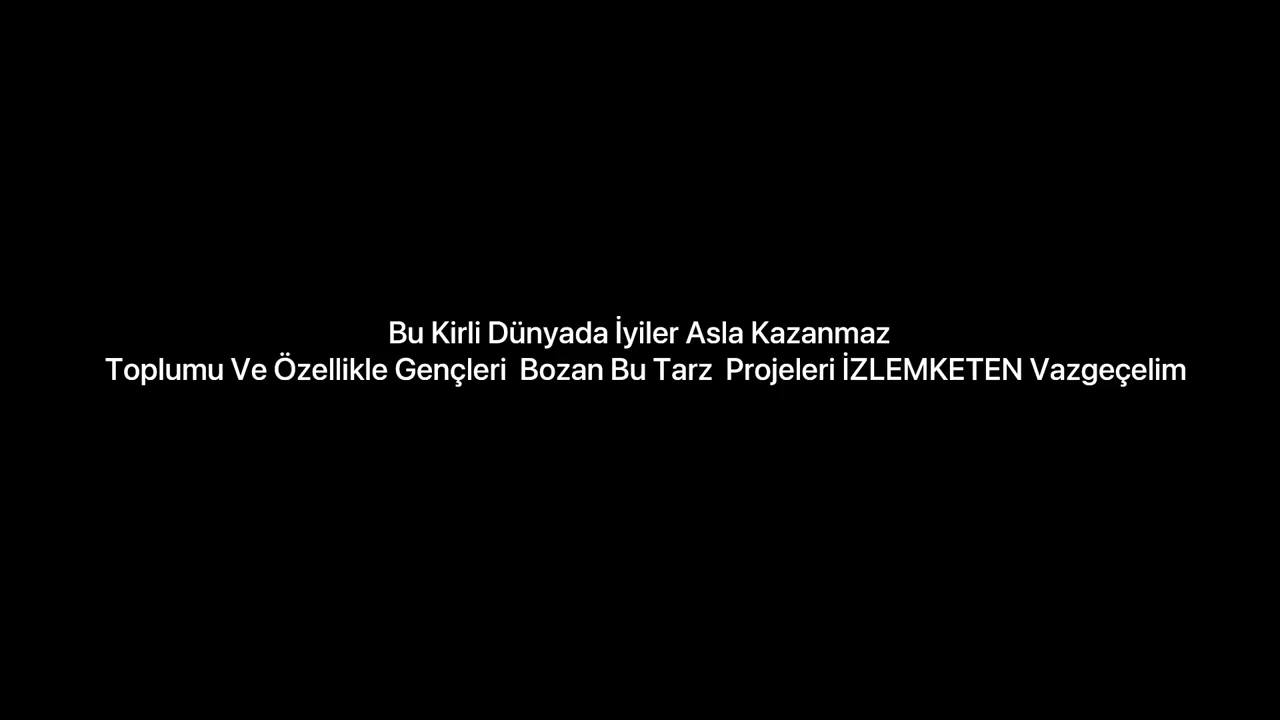 Bu Kirli Dünyada İyiler Asla Kazanmaz
Toplumu Ve Özellikle Gençleri  Bozan Bu Tarz  Projeleri İZLEMKETEN Vazgeçelim